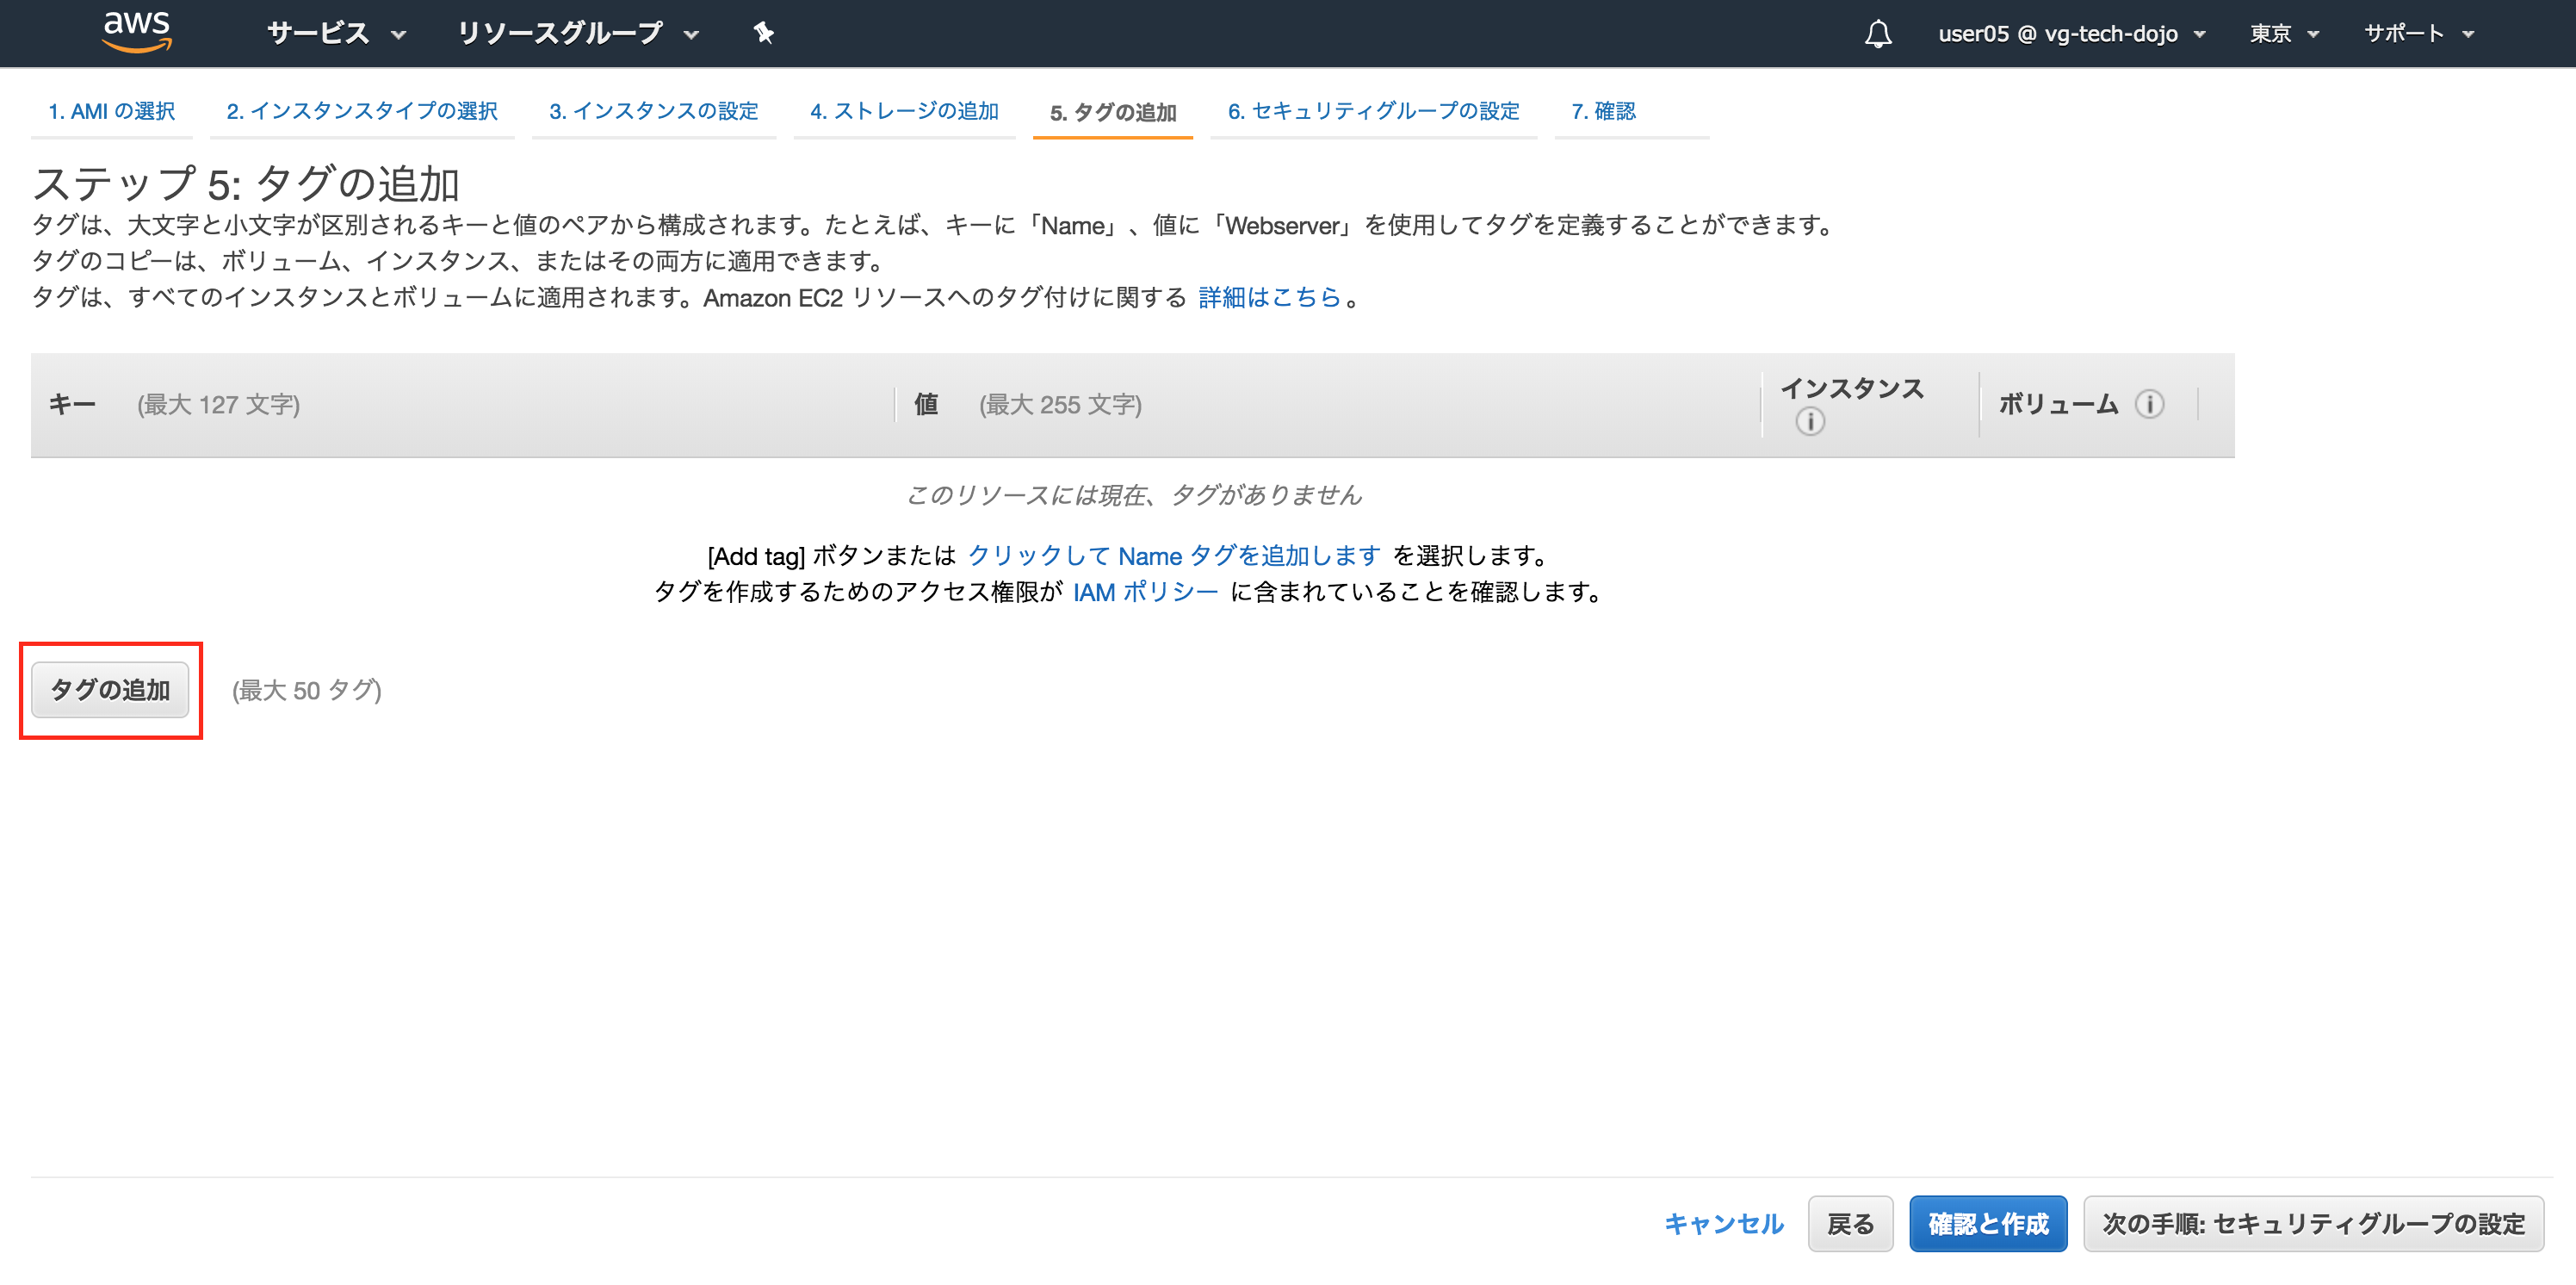 aws サービス リソースグループ user05 @ vg-tech-dojo 東京 サポート
1. AMI の選択 2. インスタンスタイプの選択 3. インスタンスの設定 4. ストレージの追加 5. タグの追加 6. セキュリティグループの設定 7. 確認
ステップ 5: タグの追加
タグは、大文字と小文字が区別されるキーと値のペアから構成されます。たとえば、キーに「Name」、値に「Webserver」を使用してタグを定義することができます。
タグのコピーは、ボリューム、インスタンス、またはその両方に適用できます。
タグは、すべてのインスタンスとボリュームに適用されます。Amazon EC2 リソースへのタグ付けに関する 詳細はこちら 。
キー (最大 127 文字) 値 (最大 255 文字) インスタンス ボリューム
このリソースには現在、タグがありません
[Add tag] ボタンまたは クリックして Name タグを追加します を選択します。
タグを作成するためのアクセス権限が IAM ポリシー に含まれていることを確認します。
タグの追加 (最大 50 タグ)
キャンセル 戻る 確認と作成 次の手順: セキュリティグループの設定